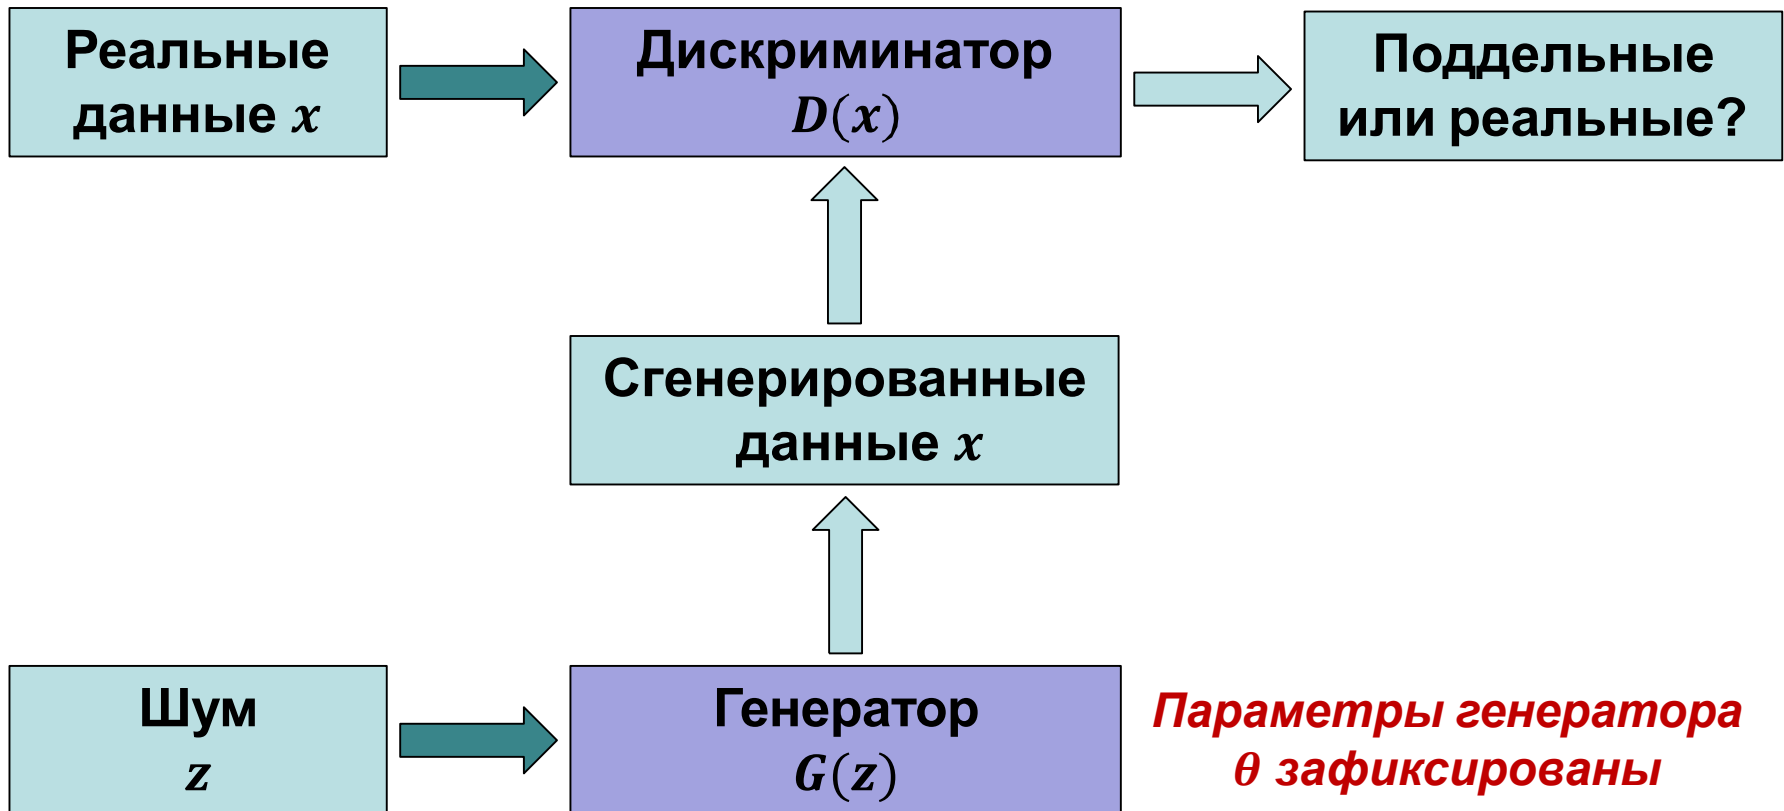 Реальные
данные x
Дискриминатор
D(x)
Поддельные
или реальные?
Сгенерированные
данные x
Шум
z
Генератор
G(z)
Параметры генератора
θ зафиксированы